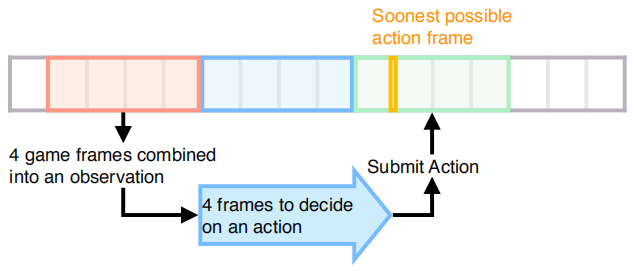 Soonest possible
action frame
4 game frames combined
into an observation
4 frames to decide
on an action
Submit Action